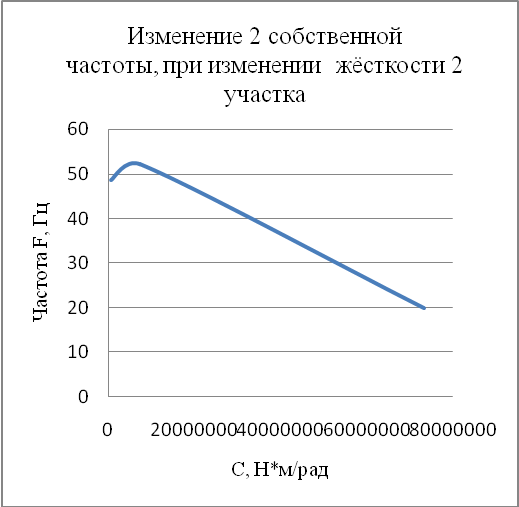 Изменение 2 собственной
частоты, при изменении жёсткости 2
участка
60
50
40
30
20
10
0
Частота F, Гц
0 20000000 40000000 60000000 80000000
С, Н*м/рад